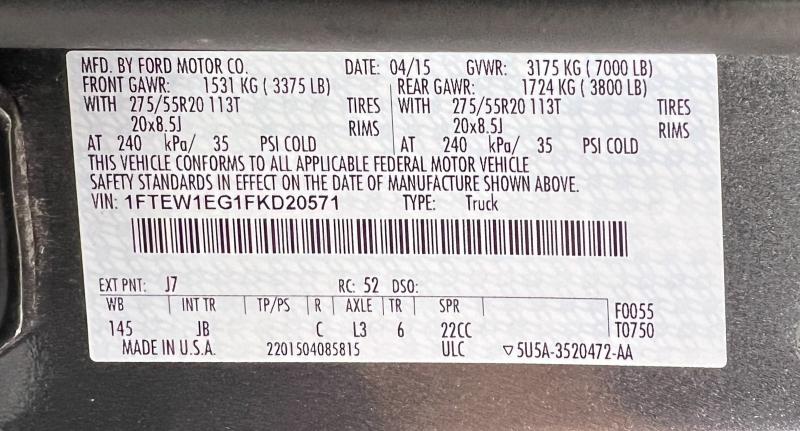 MFD. BY FORD MOTOR CO. DATE: 04/15 GVWR: 3175 KG ( 7000 LB)
FRONT GAWR: 1531 KG ( 3375 LB) REAR GAWR: 1724 KG ( 3800 LB)
WITH 275/55R20 113T TIRES WITH 275/55R20 113T TIRES
20x8.5J RIMS 20x8.5J RIMS
AT 240 kPa/ 35 PSI COLD AT 240 kPa/ 35 PSI COLD
THIS VEHICLE CONFORMS TO ALL APPLICABLE FEDERAL MOTOR VEHICLE
SAFETY STANDARDS IN EFFECT ON THE DATE OF MANUFACTURE SHOWN ABOVE.
VIN: 1FTEW1EG1FKD20571 TYPE: Truck
EXT PNT: J7 RC: 52 DSO:
WB INT TR TP/PS R AXLE TR SPR F0055
145 JB C L3 6 22CC T0750
MADE IN U.S.A. 2201504085815 ULC ▽5U5A-3520472-AA